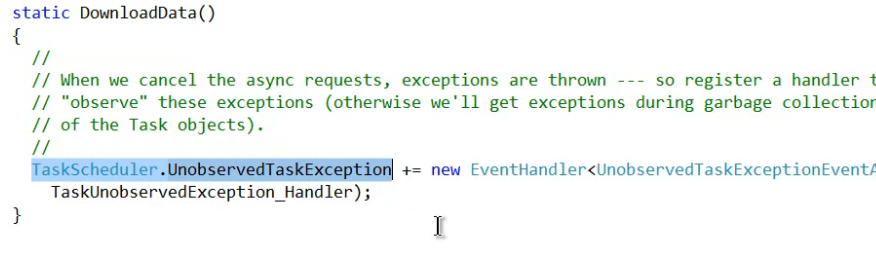 static DownloadData()
{
//
// When we cancel the async requests, exceptions are thrown --- so register a handler t
// "observe" these exceptions (otherwise we'll get exceptions during garbage collection
// of the Task objects).
//
TaskScheduler.UnobservedTaskException += new EventHandler<UnobservedTaskExceptionEventA
TaskUnobservedException_Handler);
}